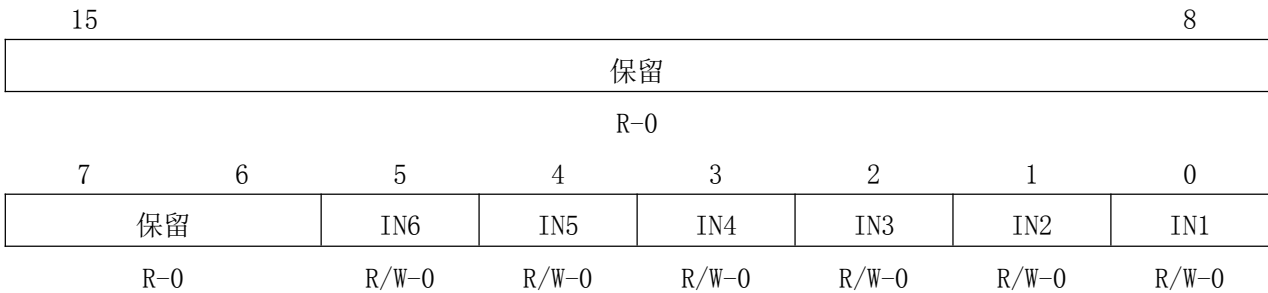 15 8
保留
R-0
7 6 5 4 3 2 1 0
保留 IN6 IN5 IN4 IN3 IN2 IN1
R-0 R/W-0 R/W-0 R/W-0 R/W-0 R/W-0 R/W-0